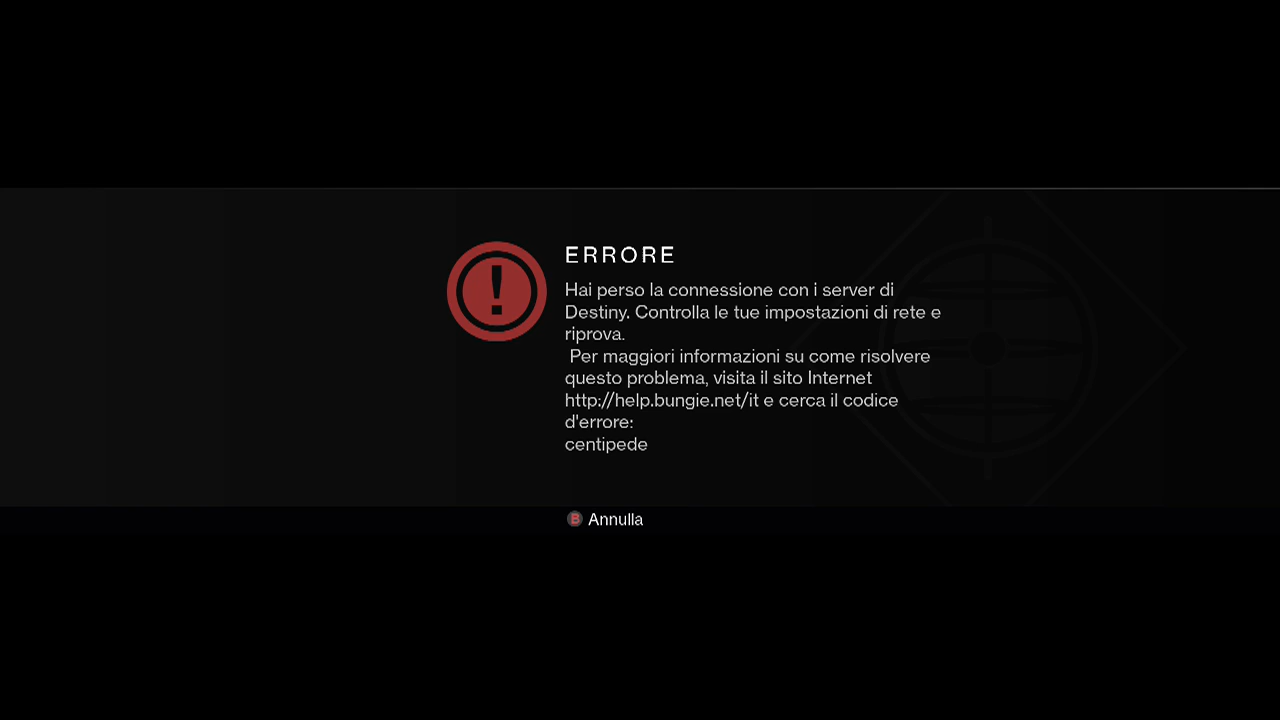 ERRORE
Hai perso la connessione con i server di
Destiny. Controlla le tue impostazioni di rete e
riprova.
Per maggiori informazioni su come risolvere
questo problema, visita il sito Internet
http://help.bungie.net/it e cerca il codice
d'errore:
centipede
B Annulla